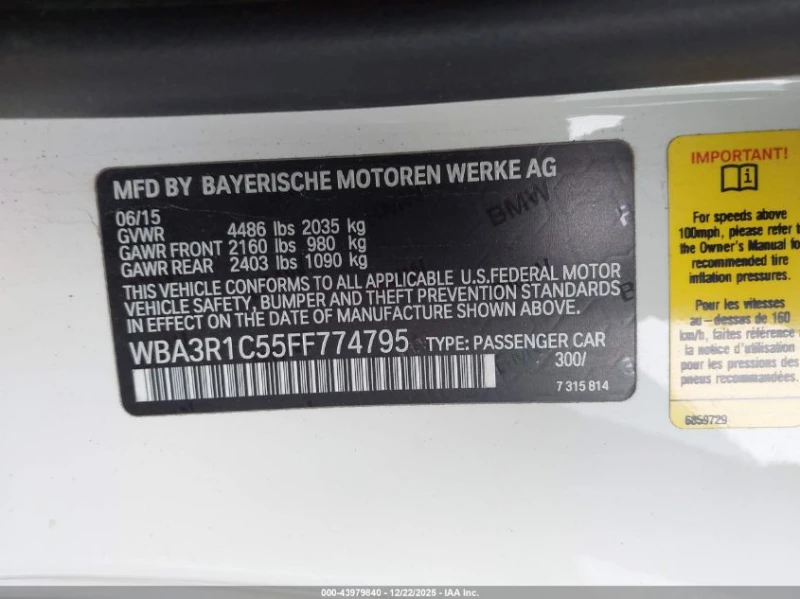 MFD BY BAYERISCHE MOTOREN WERKE AG
06/15
GVWR 4486 lbs 2035 kg
GAWR FRONT 2160 lbs 980 kg
GAWR REAR 2403 lbs 1090 kg
THIS VEHICLE CONFORMS TO ALL APPLICABLE U.S.FEDERAL MOTOR
VEHICLE SAFETY, BUMPER AND THEFT PREVENTION STANDARDS
IN EFFECT ON THE DATE OF MANUFACTURE SHOWN ABOVE.
WBA3R1C55FF774795 TYPE: PASSENGER CAR
300/
7 315 814
BMW
IMPORTANT!
For speeds above
100mph, please refer t
the Owner's Manual fo
recommended tire
inflation pressures.
Pour les vitesses
au-dessus de 160
km/h, faites référence
la notice d'utilisation
pour les pressions des
pneus recommandées.
6859729
000-43979840 - 12/22/2025 - IAA Inc.